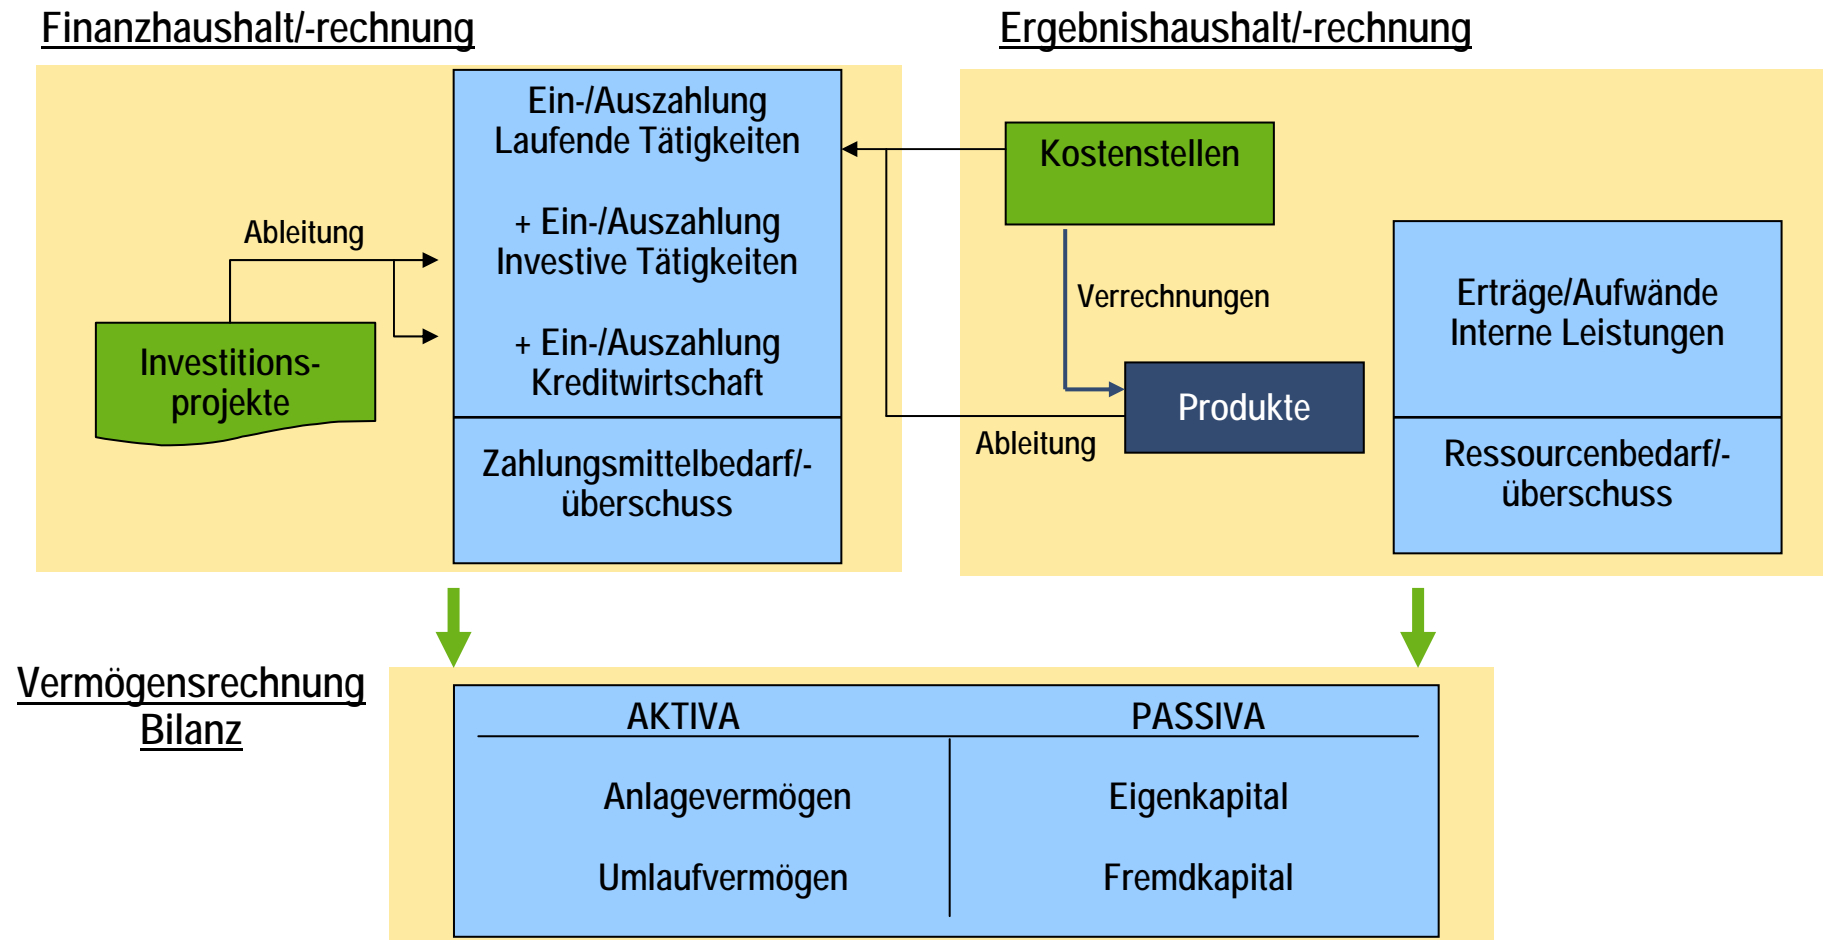 Finanzhaushalt/-rechnung
Ein-/Auszahlung
Laufende Tätigkeiten
+ Ein-/Auszahlung
Investive Tätigkeiten
+ Ein-/Auszahlung
Kreditwirtschaft
Zahlungsmittelbedarf/-
überschuss
Ableitung
Investitions-
projekte
Ergebnishaushalt/-rechnung
Kostenstellen
Verrechnungen
Produkte
Ableitung
Erträge/Aufwände
Interne Leistungen
Ressourcenbedarf/-
überschuss
Vermögensrechnung
Bilanz
AKTIVA
PASSIVA
Anlagevermögen
Eigenkapital
Umlaufvermögen
Fremdkapital